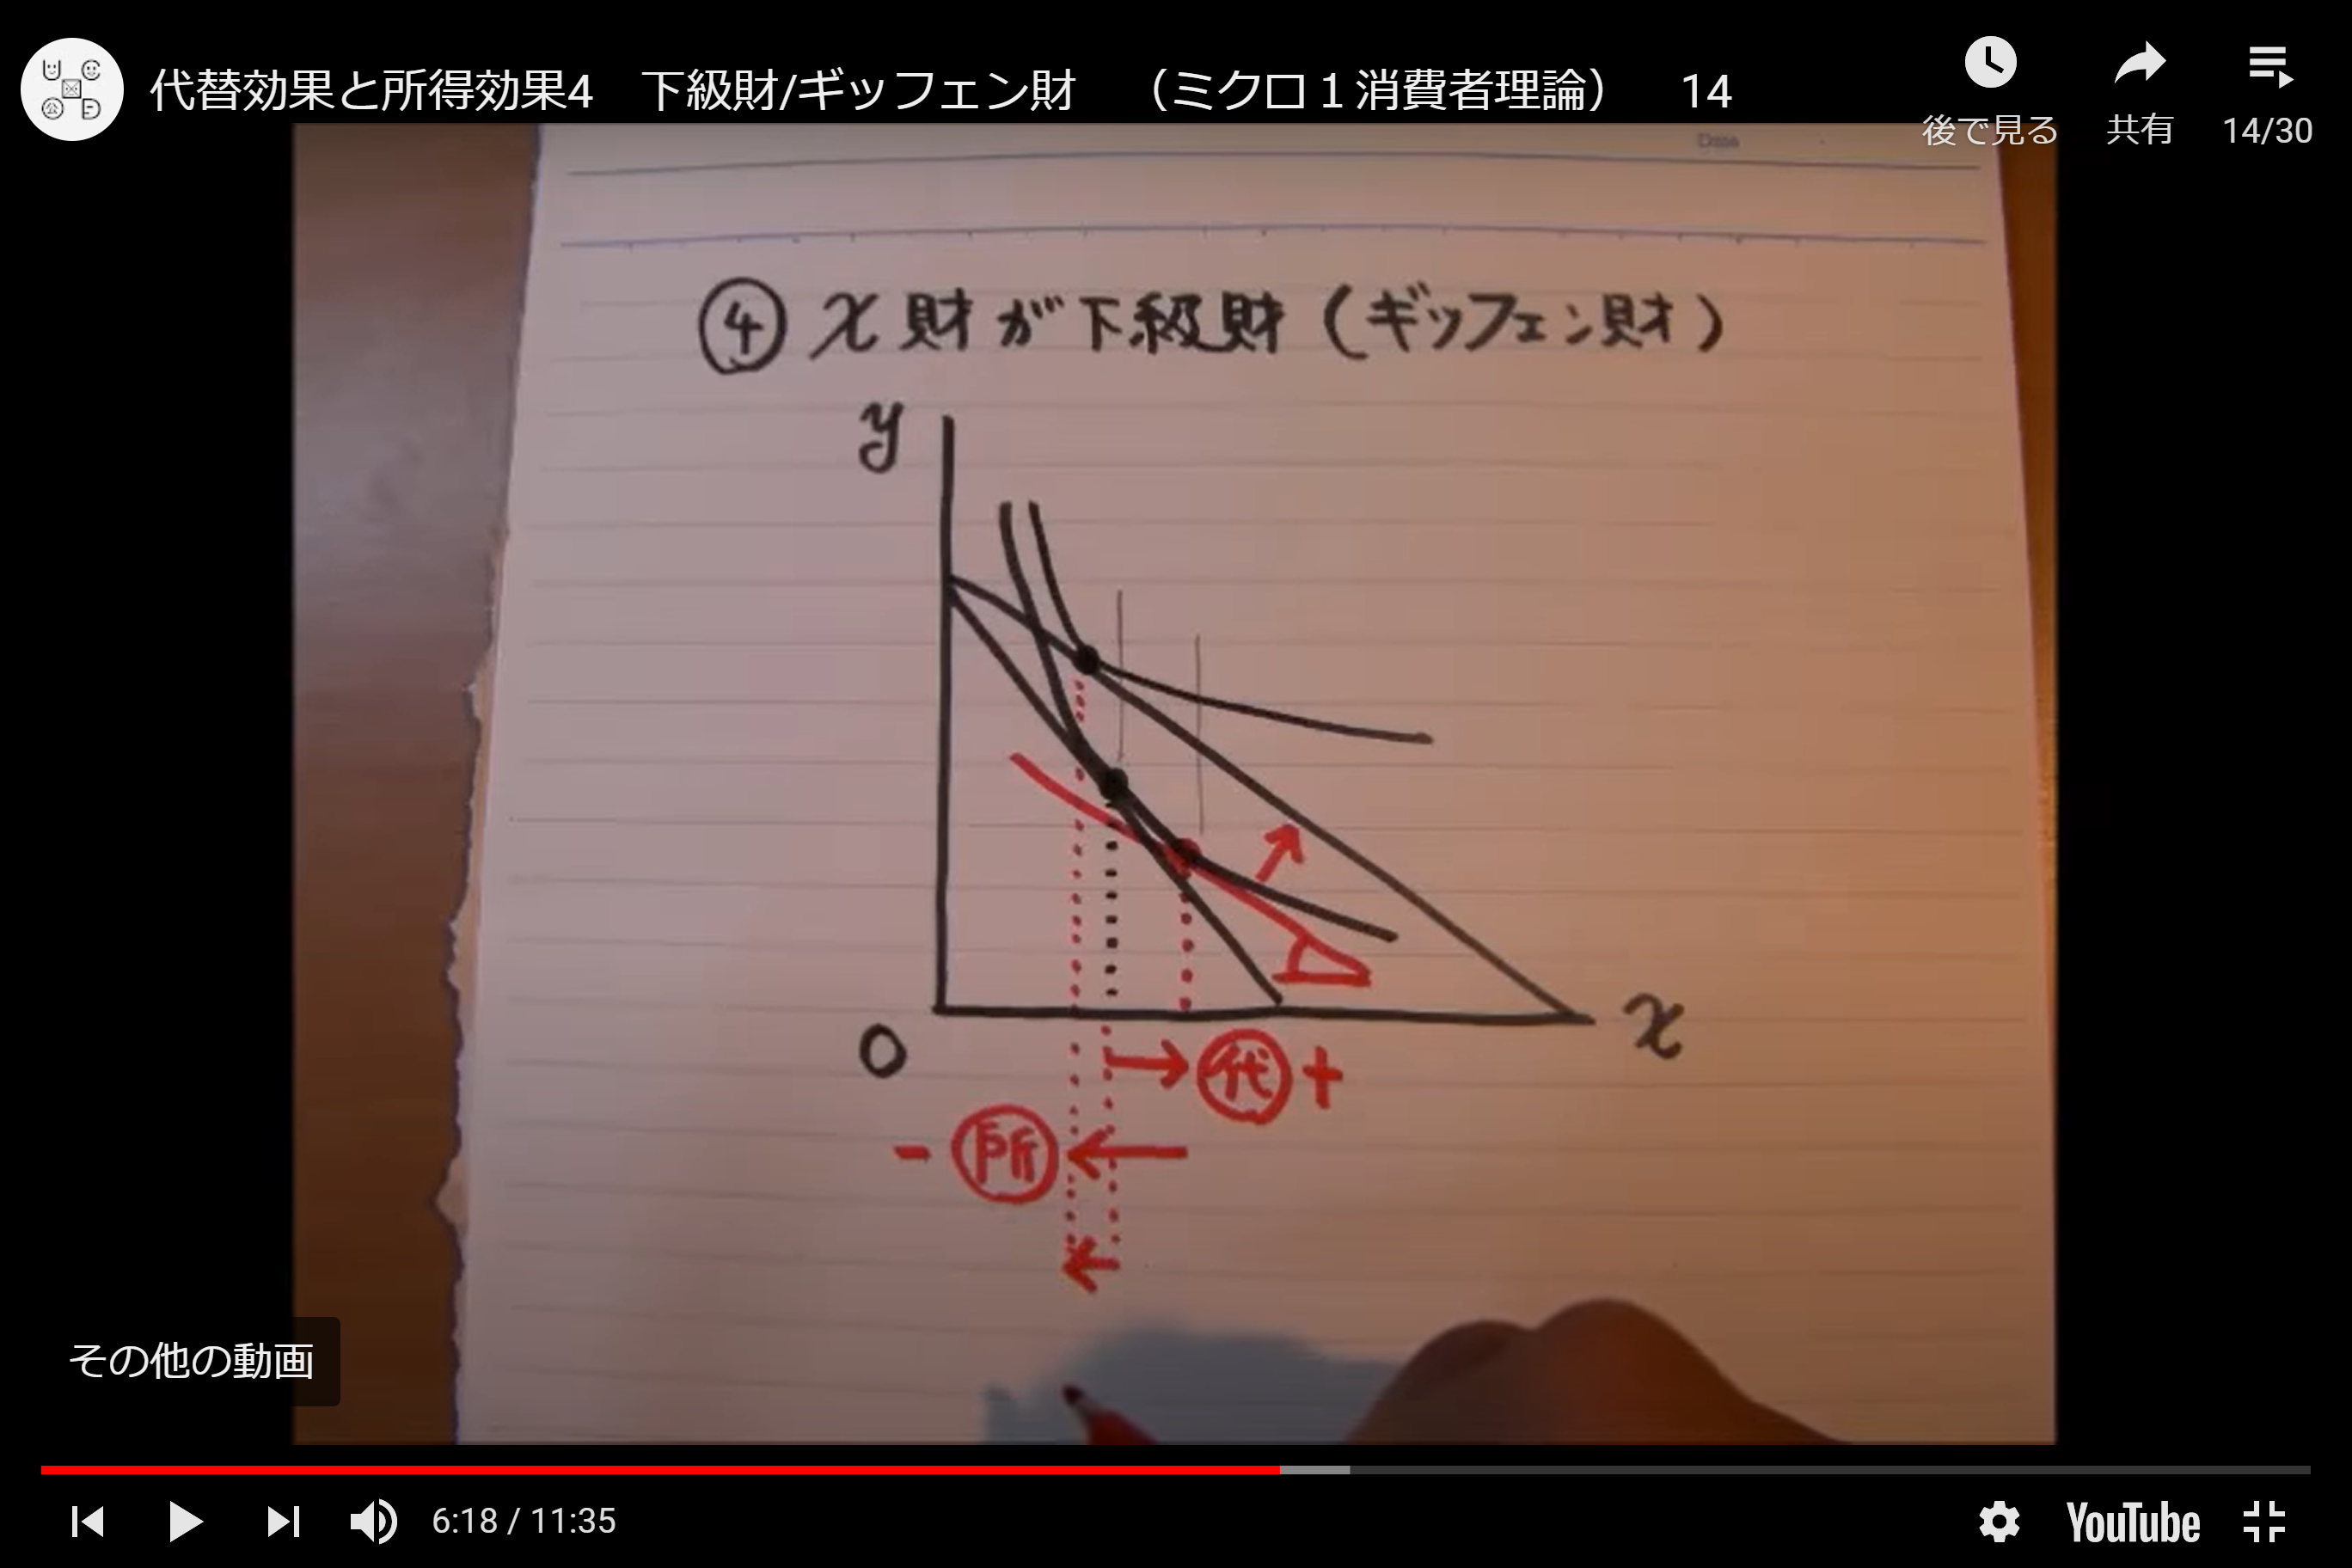 代替効果と所得効果4　下級財/ギッフェン財　（ミクロ１消費者理論）　14
後で見る
共有
14/30
Date
④ x財が下級財（ギッフェン財）
y
O
x
代 +
- 所
その他の動画
6:18 / 11:35
YouTube